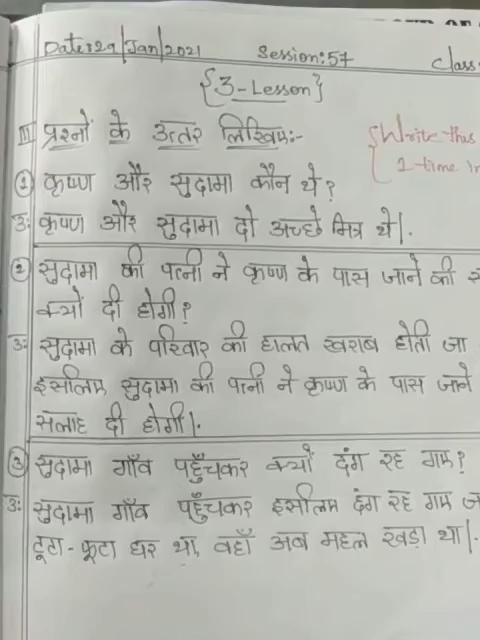 Date:29/Jan/2021 Session:57 Class
{3-Lesson}
III प्रश्नों के उत्तर लिखिए:-
{Write this
1-time in
① कृष्ण और सुदामा कौन थे?
उ: कृष्ण और सुदामा दो अच्छे मित्र थे।.
② सुदामा की पत्नी ने कृष्ण के पास जाने की
क्यों दी होगी?
उ: सुदामा के परिवार की हालत खराब होती जा
इसलिए सुदामा की पत्नी ने कृष्ण के पास जाने
सलाह दी होगी।.
③ सुदामा गाँव पहुँचकर क्यों दंग रह गए?
उ: सुदामा गाँव पहुँचकर इसलिए दंग रह गए ज
टूटा-फूटा घर था, वहाँ अब महल खड़ा था।.